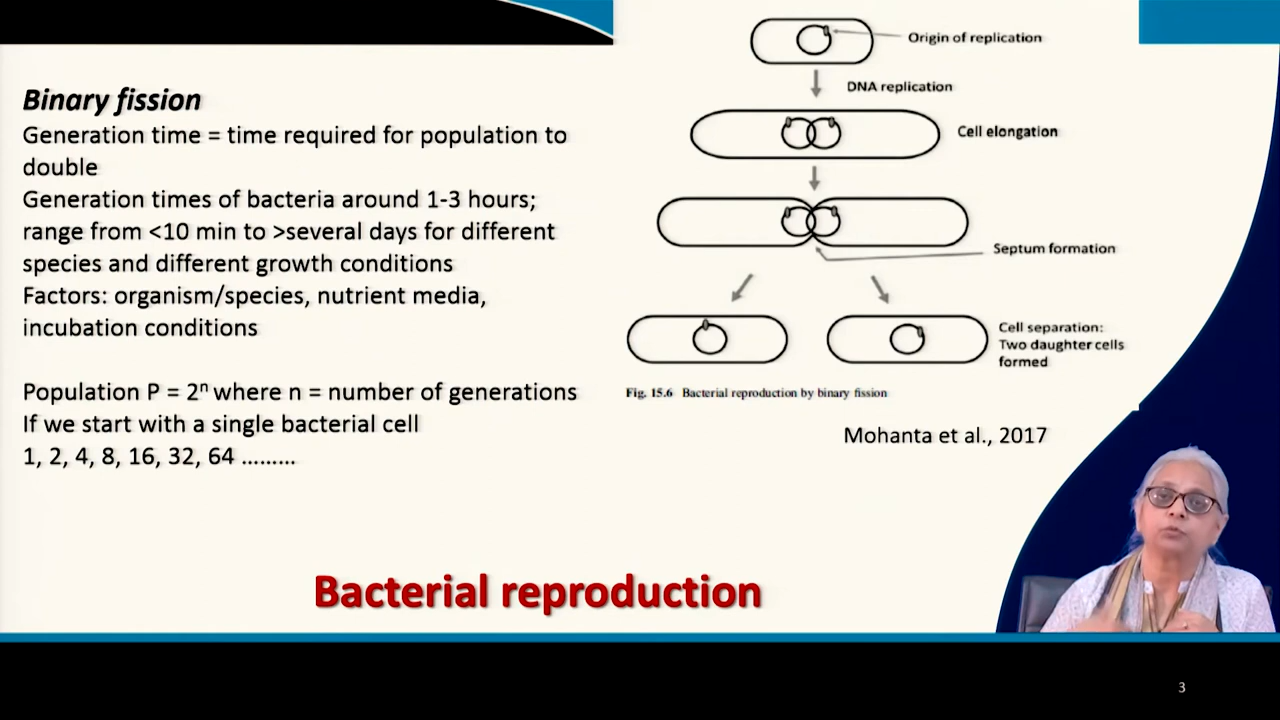 Binary fission
Generation time = time required for population to
double
Generation times of bacteria around 1-3 hours;
range from <10 min to >several days for different
species and different growth conditions
Factors: organism/species, nutrient media,
incubation conditions
Population P = 2ⁿ where n = number of generations
If we start with a single bacterial cell
1, 2, 4, 8, 16, 32, 64 .........
Origin of replication
DNA replication
Cell elongation
Septum formation
Cell separation:
Two daughter cells
formed
Fig. 15.6 Bacterial reproduction by binary fission
Mohanta et al., 2017
Bacterial reproduction
3